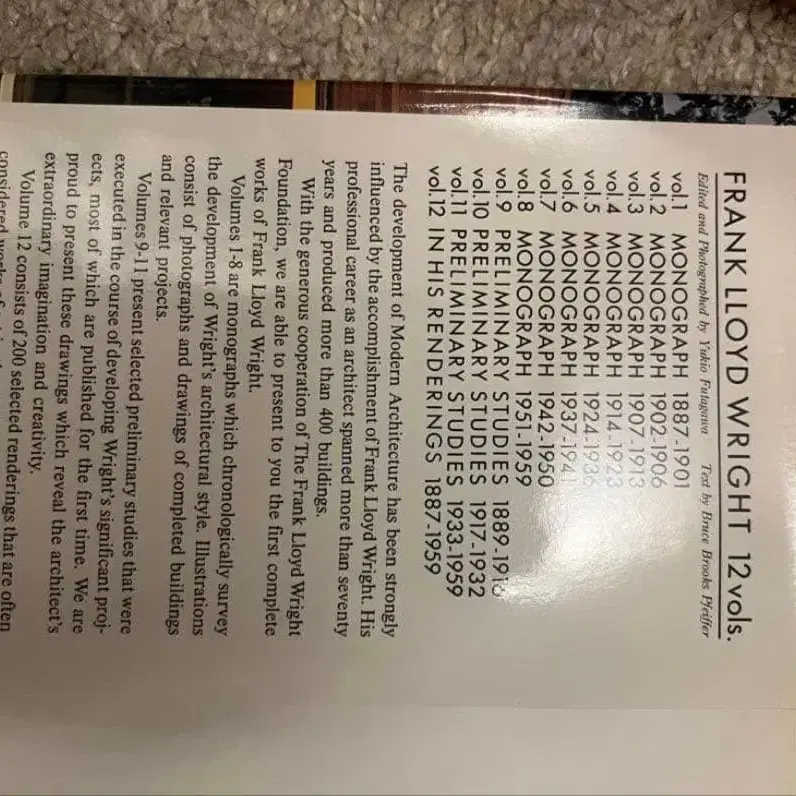 FRANK LLOYD WRIGHT 12vols.
Edited and Photographed by Yukio Futagawa Text by Bruce Brooks Pfeiffer
vol.1 MONOGRAPH 1887-1901
vol.2 MONOGRAPH 1902-1906
vol.3 MONOGRAPH 1907-1913
vol.4 MONOGRAPH 1914-1923
vol.5 MONOGRAPH 1924-1936
vol.6 MONOGRAPH 1937-1941
vol.7 MONOGRAPH 1942-1950
vol.8 MONOGRAPH 1951-1959
vol.9 PRELIMINARY STUDIES 1889-1916
vol.10 PRELIMINARY STUDIES 1917-1932
vol.11 PRELIMINARY STUDIES 1933-1959
vol.12 IN HIS RENDERINGS 1887-1959
The development of Modern Architecture has been strongly
influenced by the accomplishment of Frank Lloyd Wright. His
professional career as an architect spanned more than seventy
years and produced more than 400 buildings.
With the generous cooperation of The Frank Lloyd Wright
Foundation, we are able to present to you the first complete
works of Frank Lloyd Wright.
Volumes 1-8 are monographs which chronologically survey
the development of Wright's architectural style. Illustrations
consist of photographs and drawings of completed buildings
and relevant projects.
Volumes 9-11 present selected preliminary studies that were
executed in the course of developing Wright's significant proj-
ects, most of which are published for the first time. We are
proud to present these drawings which reveal the architect's
extraordinary imagination and creativity.
Volume 12 consists of 200 selected renderings that are often
considered works of